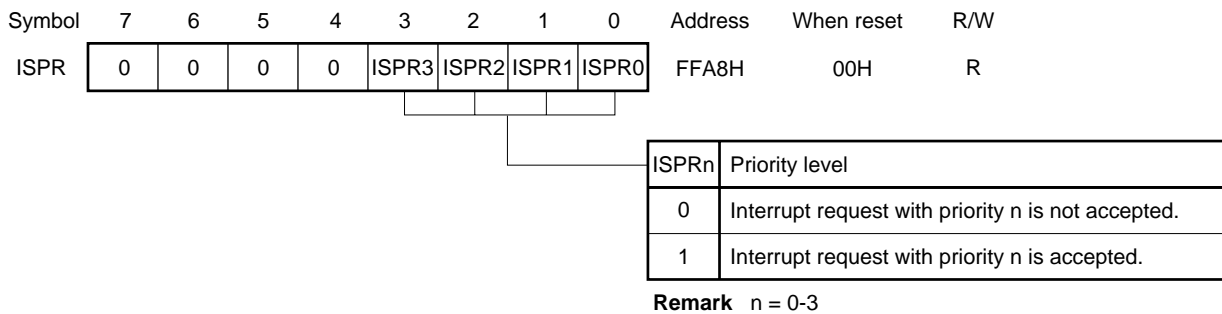 Symbol 7 6 5 4 3 2 1 0 Address When reset R/W
ISPR 0 0 0 0 ISPR3 ISPR2 ISPR1 ISPR0 FFA8H 00H R
ISPRn Priority level
0 Interrupt request with priority n is not accepted.
1 Interrupt request with priority n is accepted.
Remark n = 0-3